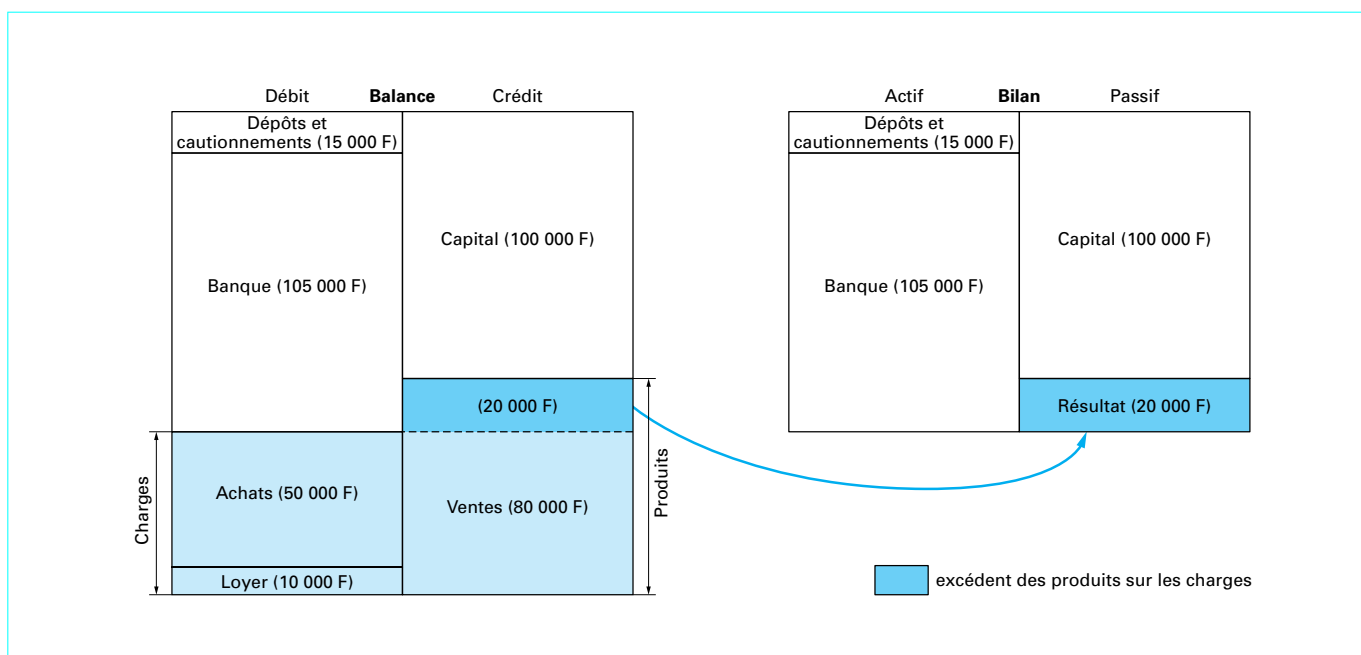 Débit Balance Crédit
Dépôts et
cautionnements (15 000 F)
Banque (105 000 F)
Capital (100 000 F)
(20 000 F)
Charges
Achats (50 000 F)
Loyer (10 000 F)
Ventes (80 000 F)
Produits
Actif Bilan Passif
Dépôts et
cautionnements (15 000 F)
Banque (105 000 F)
Capital (100 000 F)
Résultat (20 000 F)
excédent des produits sur les charges